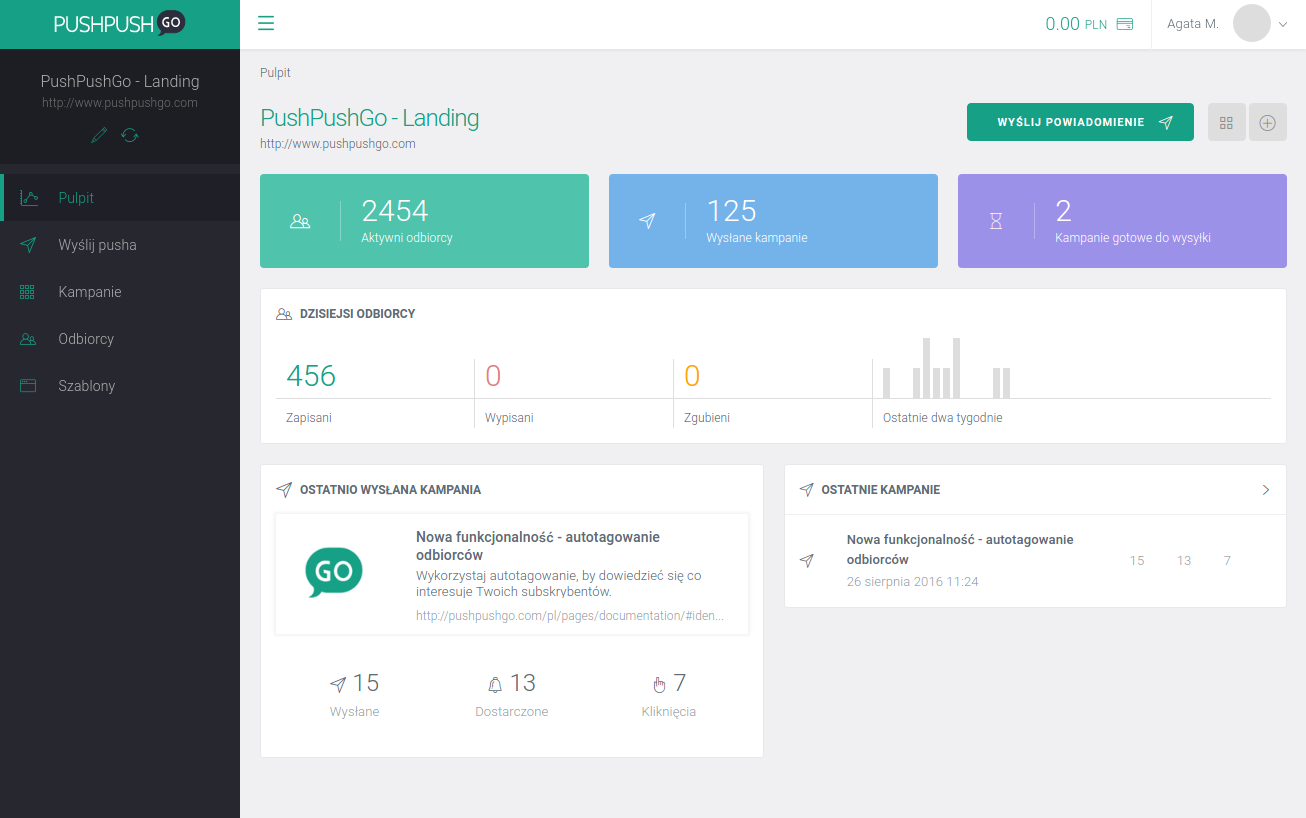 PUSHPUSH GO
0.00 PLN
Agata M.
PushPushGo - Landing
http://www.pushpushgo.com
Pulpit
Wyślij pusha
Kampanie
Odbiorcy
Szablony
Pulpit
PushPushGo - Landing
http://www.pushpushgo.com
WYŚLIJ POWIADOMIENIE
2454
Aktywni odbiorcy
125
Wysłane kampanie
2
Kampanie gotowe do wysyłki
DZISIEJSI ODBIORCY
456
Zapisani
0
Wypisani
0
Zgubieni
Ostatnie dwa tygodnie
OSTATNIO WYSŁANA KAMPANIA
GO
Nowa funkcjonalność - autotagowanie
odbiorców
Wykorzystaj autotagowanie, by dowiedzieć się co
interesuje Twoich subskrybentów.
http://pushpushgo.com/pl/pages/documentation/#iden...
15
Wysłane
13
Dostarczone
7
Kliknięcia
OSTATNIE KAMPANIE
Nowa funkcjonalność - autotagowanie
odbiorców
26 sierpnia 2016 11:24
15 13 7